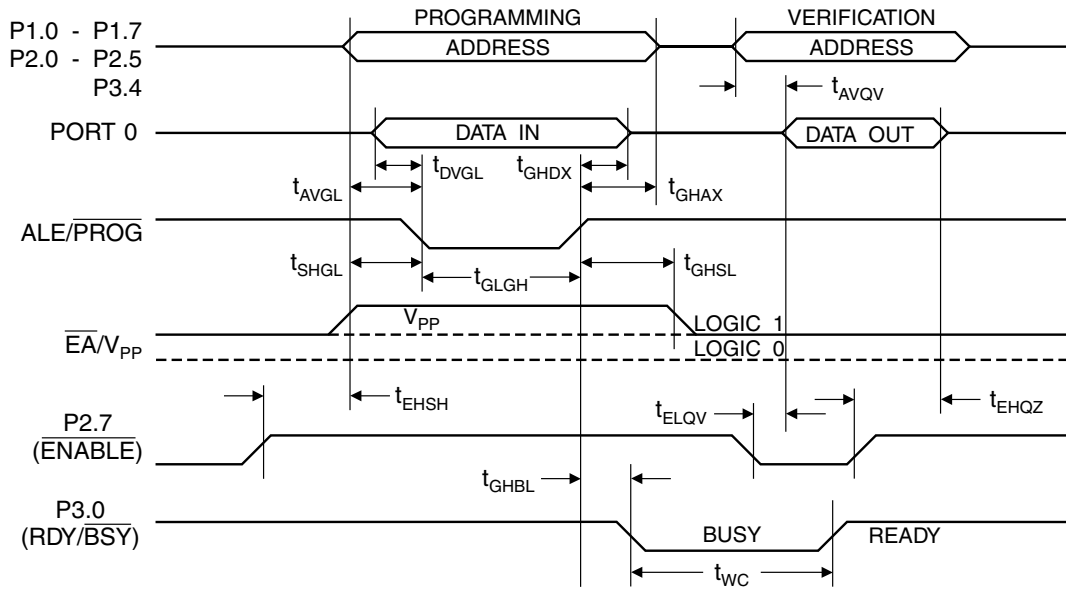 PROGRAMMING
VERIFICATION
P1.0 - P1.7
P2.0 - P2.5
P3.4
ADDRESS
ADDRESS
tAVQV
PORT 0
DATA IN
DATA OUT
tDVGL
tGHDX
tAVGL
tGHAX
ALE/PROG
tSHGL
tGLGH
tGHSL
VPP
LOGIC 1
EA/VPP
LOGIC 0
tEHSH
tELQV
tEHQZ
P2.7
(ENABLE)
tGHBL
P3.0
(RDY/BSY)
BUSY
READY
tWC